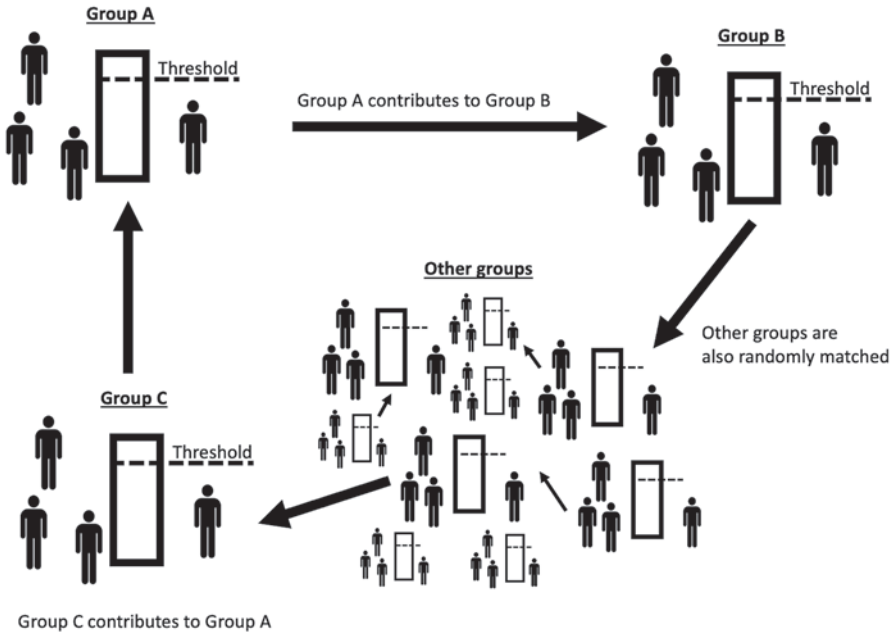 Group A
Threshold
Group B
Threshold
Group A contributes to Group B
Other groups
Other groups are
also randomly matched
Group C
Threshold
Group C contributes to Group A